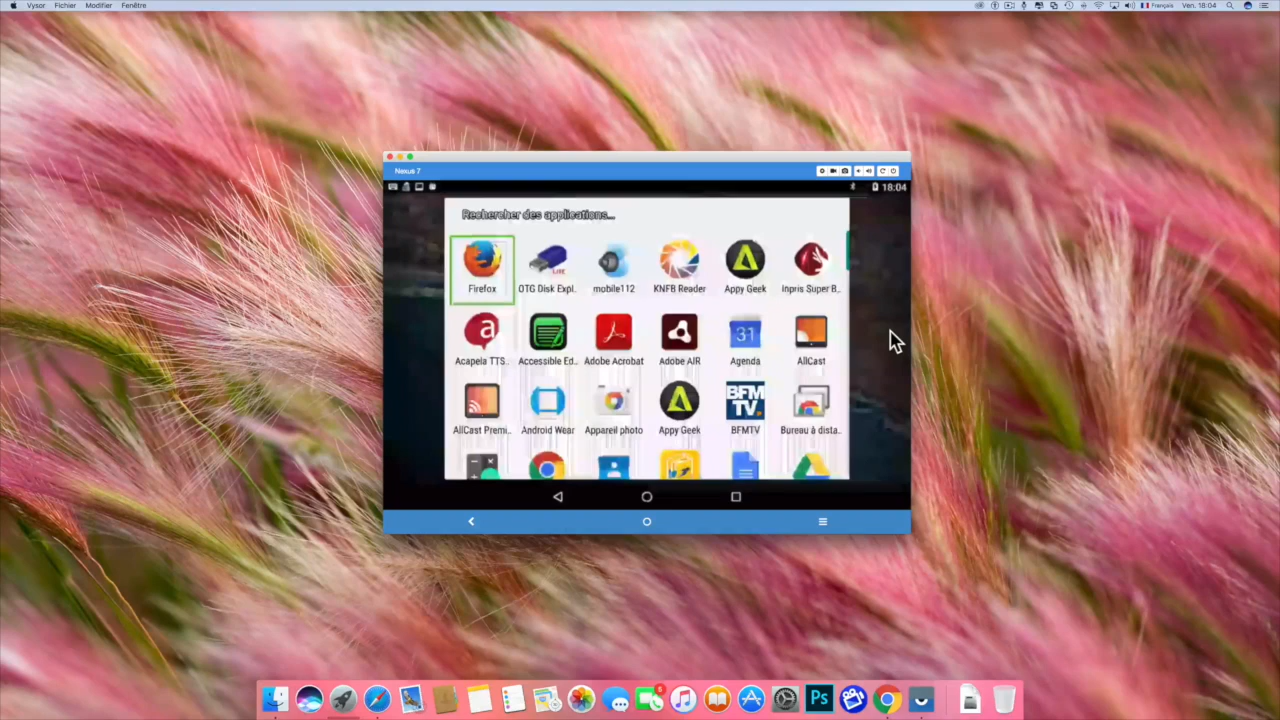 Vysor Fichier Modifier Fenêtre Français Ven. 18:04
Nexus 7
18:04
Rechercher des applications...
Firefox OTG Disk Expl.. mobile112 KNFB Reader Appy Geek Inpris Super B..
Acapela TTS.. Accessible Ed.. Adobe Acrobat Adobe AIR Agenda AllCast
31
AllCast Premi.. Android Wear Appareil photo Appy Geek BFMTV Bureau à dista..
BFM
TV.
5
Ps